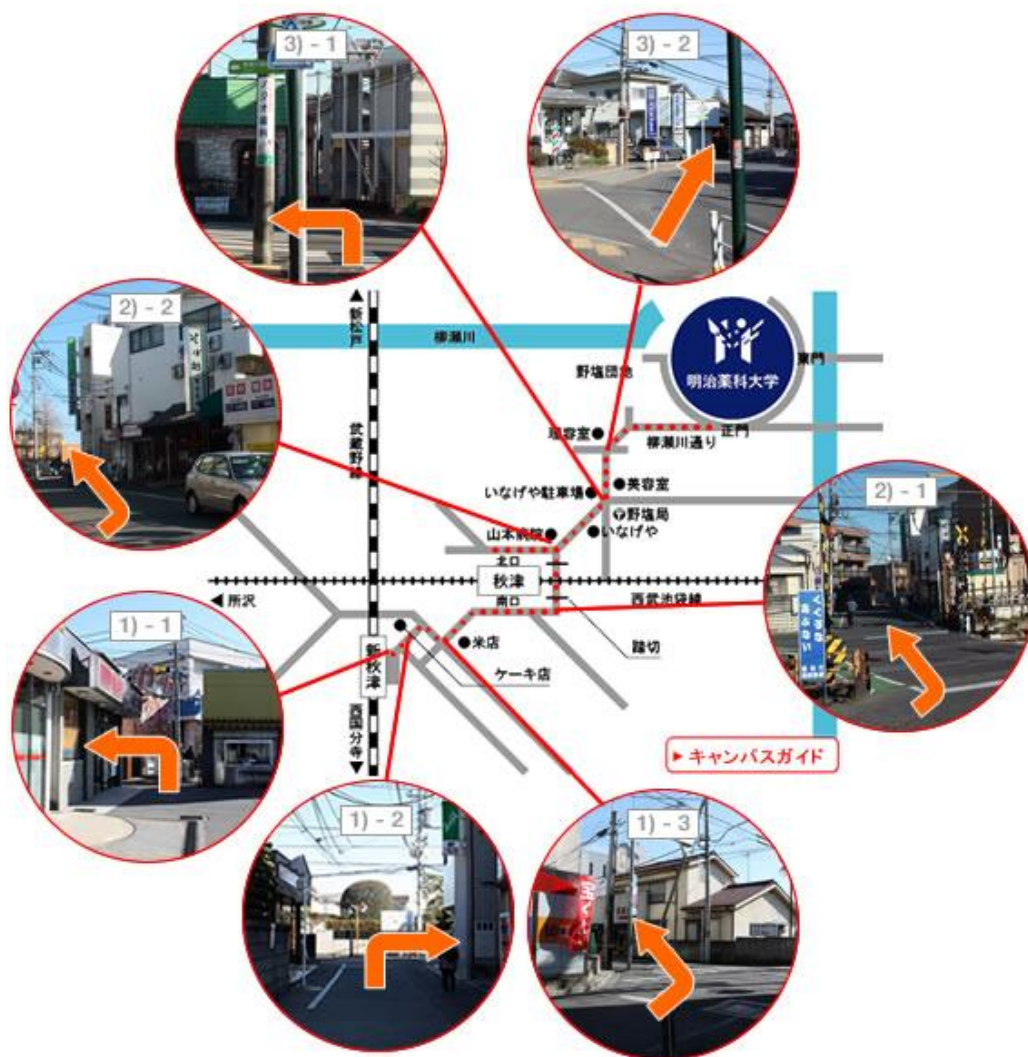 3) - 1
3) - 2
2) - 2
▲新松戸
柳瀬川
明治薬科大学
東門
野塩団地
理容室●
柳瀬川通り
正門
武蔵野線
●美容室
いなげや駐車場●
2) - 1
〒野塩局
山本病院●
●いなげや
北口
秋津
◀所沢
南口
西武池袋線
1) - 1
●米店
踏切
新秋津
ケーキ店
西国分寺▼
▶キャンパスガイド
1) - 2
1) - 3